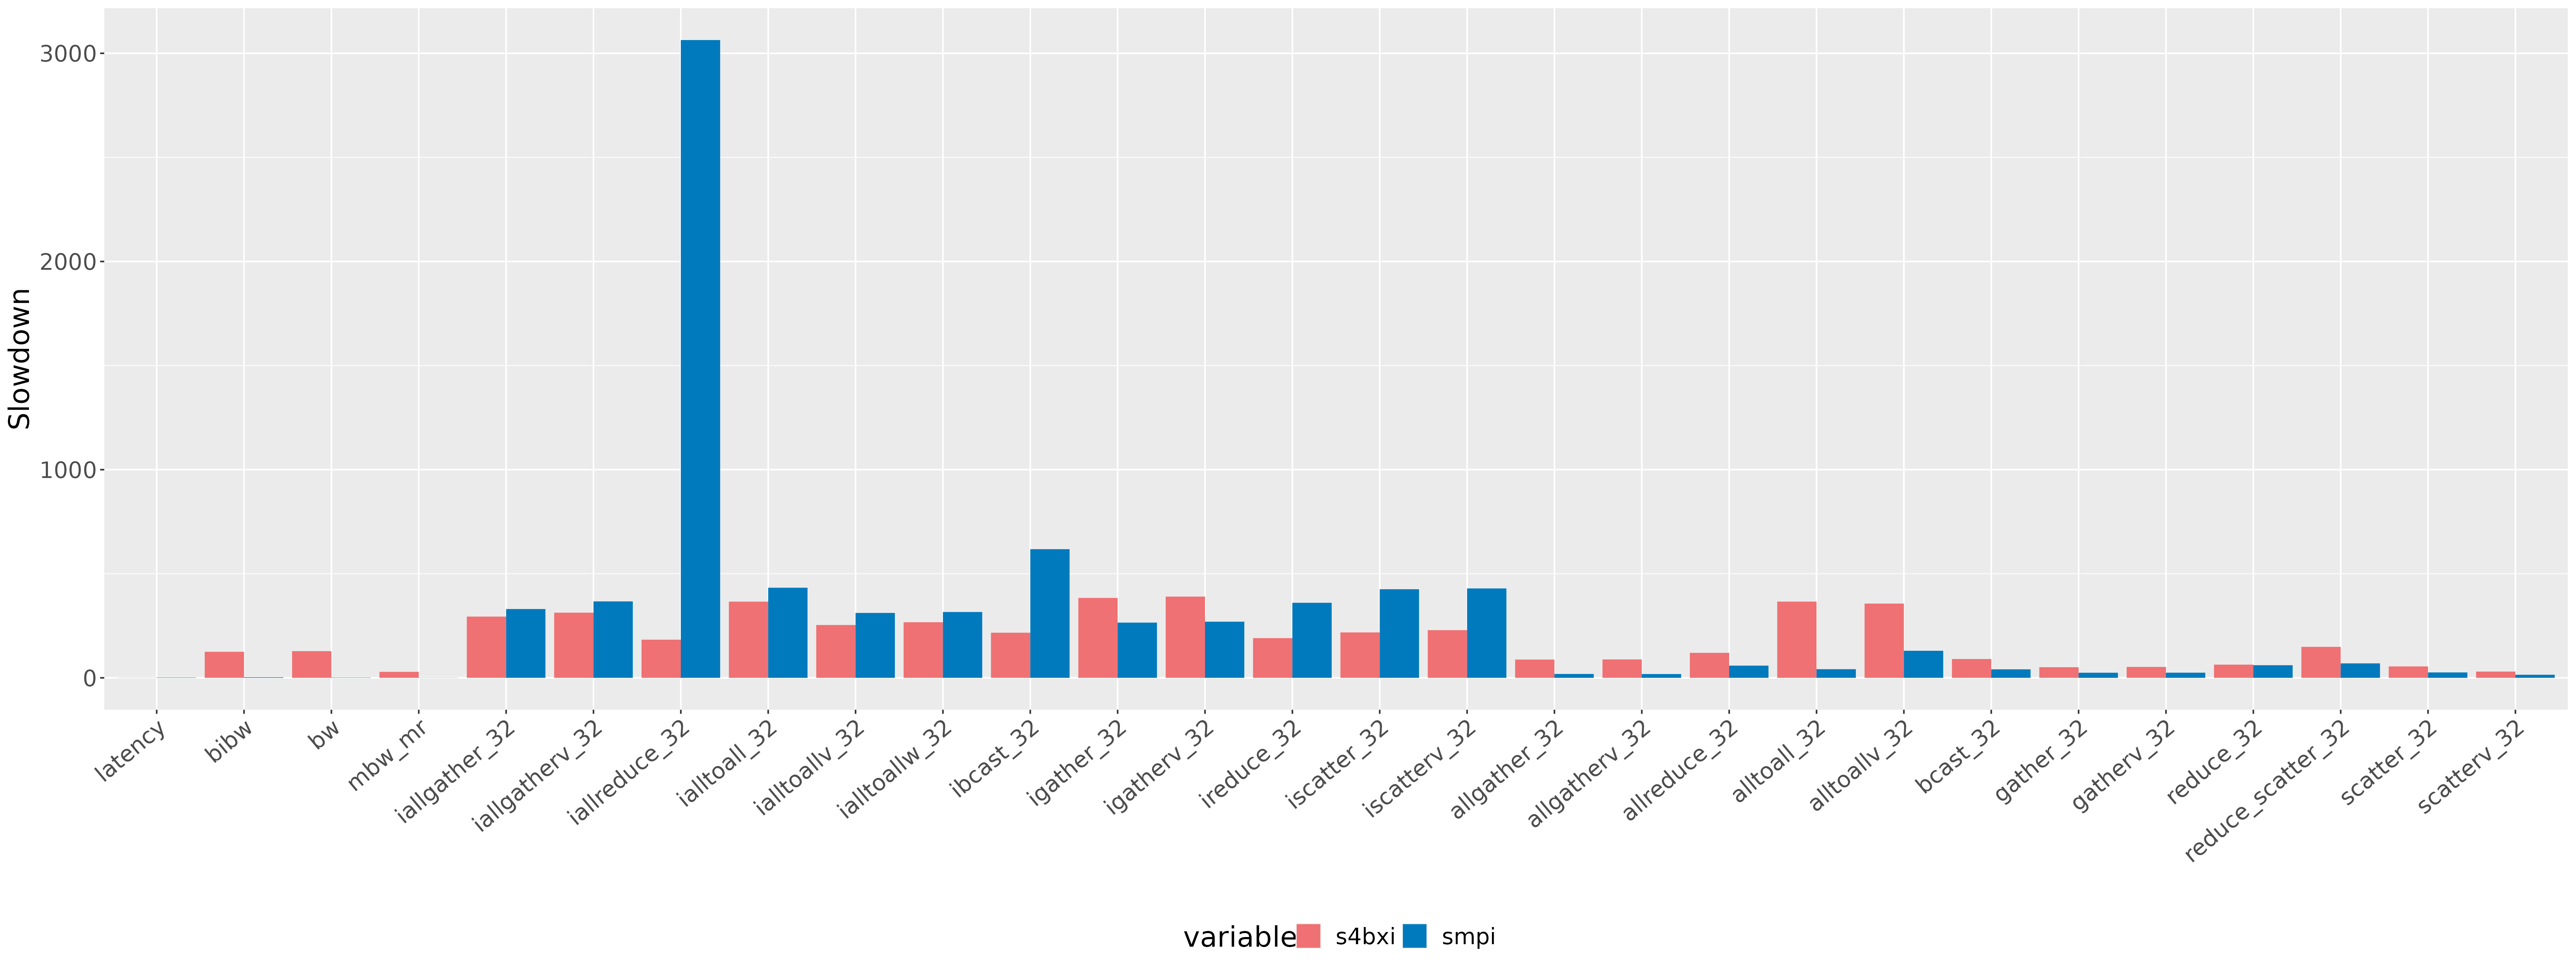 Slowdown
3000
2000
1000
0
latency
bibw
bw
mbw_mr
iallgather_32
iallgatherv_32
iallreduce_32
ialltoall_32
ialltoallv_32
ialltoallw_32
ibcast_32
igather_32
igatherv_32
ireduce_32
iscatter_32
iscatterv_32
allgather_32
allgatherv_32
allreduce_32
alltoall_32
alltoallv_32
bcast_32
gather_32
gatherv_32
reduce_32
reduce_scatter_32
scatter_32
scatterv_32
variable s4bxi smpi